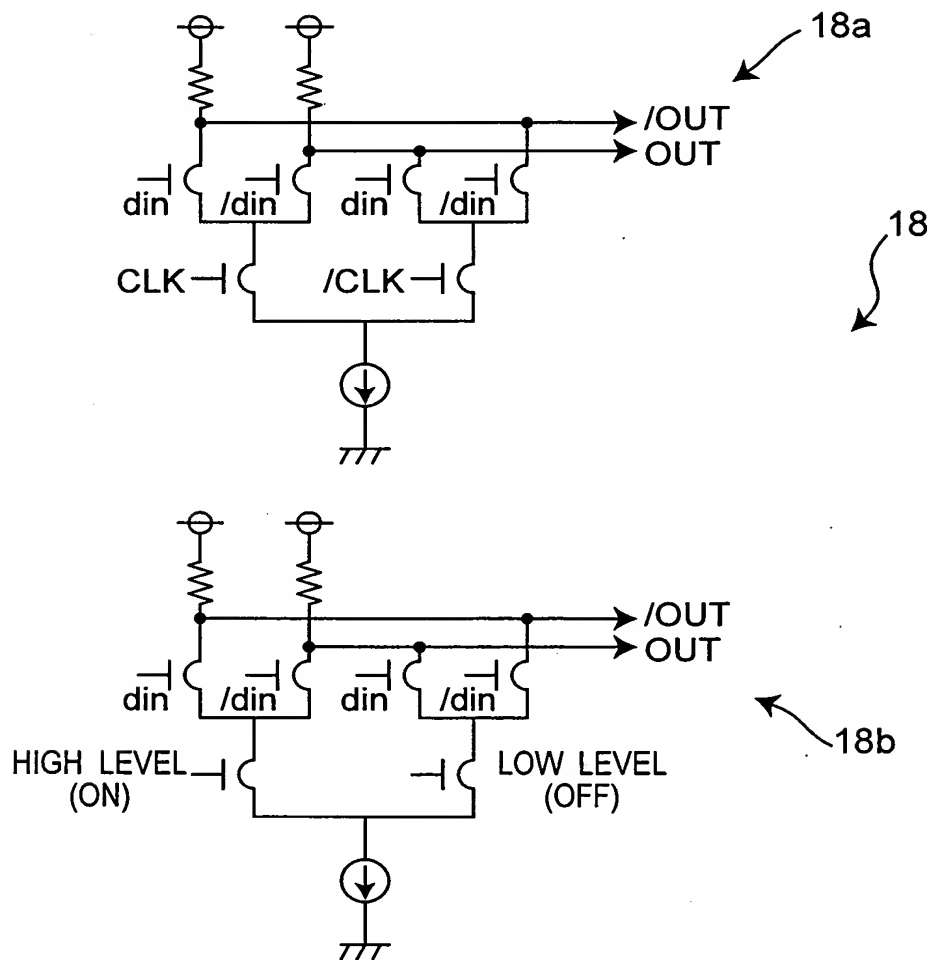 18a
/OUT
OUT
din /din din /din
18
CLK /CLK
/OUT
OUT
din /din din /din
18b
HIGH LEVEL
(ON)
LOW LEVEL
(OFF)